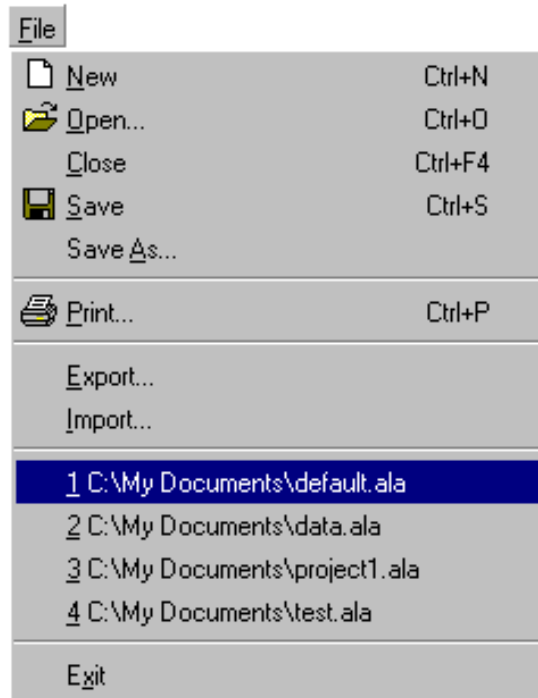 File
New Ctrl+N
Open... Ctrl+O
Close Ctrl+F4
Save Ctrl+S
Save As...
Print... Ctrl+P
Export...
Import...
1 C:\My Documents\default.ala
2 C:\My Documents\data.ala
3 C:\My Documents\project1.ala
4 C:\My Documents\test.ala
Exit